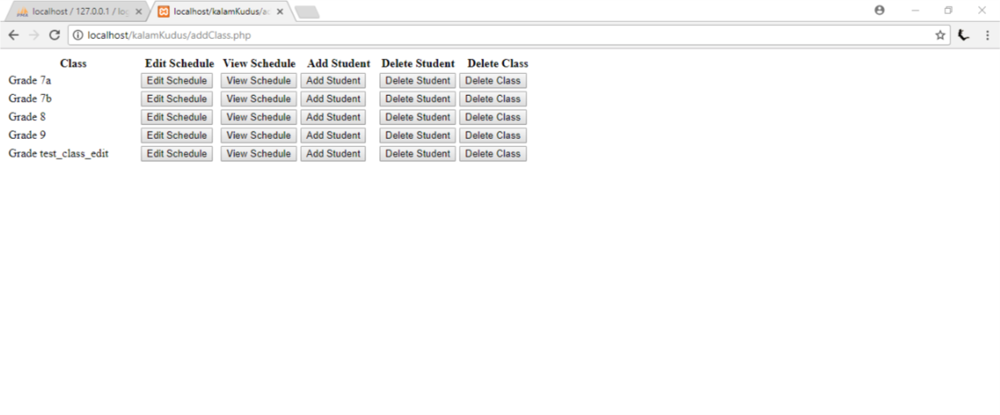 localhost / 127.0.0.1 / log
localhost/kalamKudus/ad
localhost/kalamKudus/addClass.php
Class Edit Schedule View Schedule Add Student Delete Student Delete Class
Grade 7a Edit Schedule View Schedule Add Student Delete Student Delete Class
Grade 7b Edit Schedule View Schedule Add Student Delete Student Delete Class
Grade 8 Edit Schedule View Schedule Add Student Delete Student Delete Class
Grade 9 Edit Schedule View Schedule Add Student Delete Student Delete Class
Grade test_class_edit Edit Schedule View Schedule Add Student Delete Student Delete Class